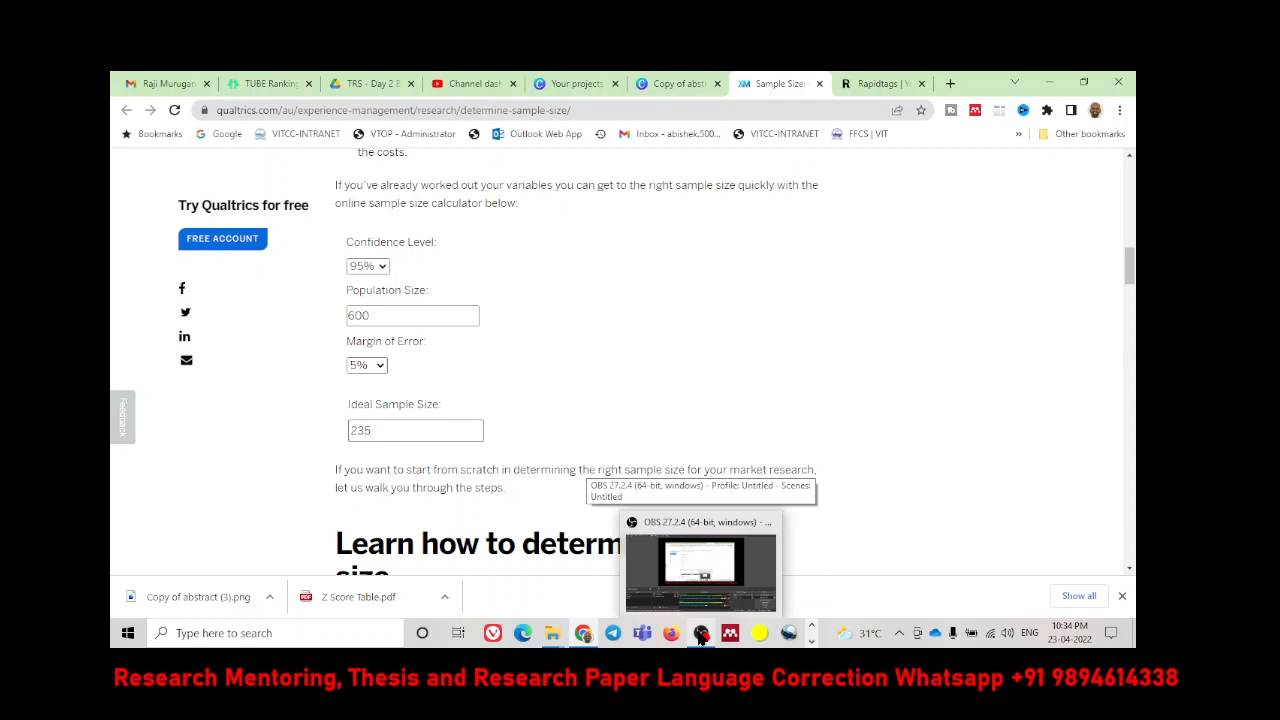 Raji Murugan
TUBE Ranking
TRS - Day 2 E
Channel dash
Your projects
Copy of abstr
XM Sample Size:
R Rapidtags | Y
qualtrics.com/au/experience-management/research/determine-sample-size/
Bookmarks
Google
VITCC-INTRANET
VTOP - Administrator
Outlook Web App
Inbox - abishek.500...
VITCC-INTRANET
FFCS | VIT
»
Other bookmarks
the costs.
If you've already worked out your variables you can get to the right sample size quickly with the
online sample size calculator below:
Try Qualtrics for free
FREE ACCOUNT
Confidence Level:
95%
Population Size:
600
Margin of Error:
5%
Ideal Sample Size:
235
Feedback
If you want to start from scratch in determining the right sample size for your market research,
let us walk you through the steps.
OBS 27.2.4 (64-bit, windows) - Profile: Untitled - Scenes:
Untitled
OBS 27.2.4 (64-bit, windows) - ...
Learn how to determ
size
Copy of abstract (3).png
PDF
Z Score Table.pdf
Show all
Type here to search
31°C
ENG
10:34 PM
23-04-2022
Research Mentoring, Thesis and Research Paper Language Correction Whatsapp +91 9894614338